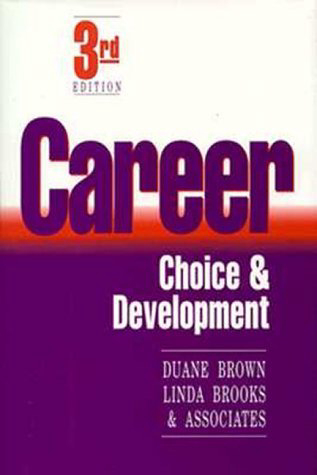 3rd
EDITION
Career
Choice &
Development
DUANE BROWN
LINDA BROOKS
& ASSOCIATES